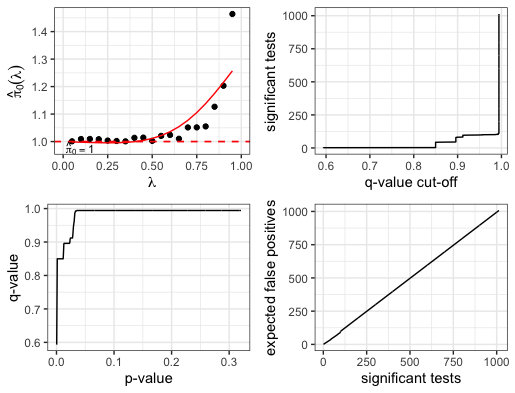 π̂₀(λ)
1.4
1.3
1.2
1.1
1.0
π̂₀ = 1
0.00 0.25 0.50 0.75 1.00
λ
significant tests
1000
750
500
250
0
0.6 0.7 0.8 0.9 1.0
q-value cut-off
q-value
1.0
0.9
0.8
0.7
0.6
0.0 0.1 0.2 0.3
p-value
expected false positives
1000
750
500
250
0
0 250 500 750 1000
significant tests